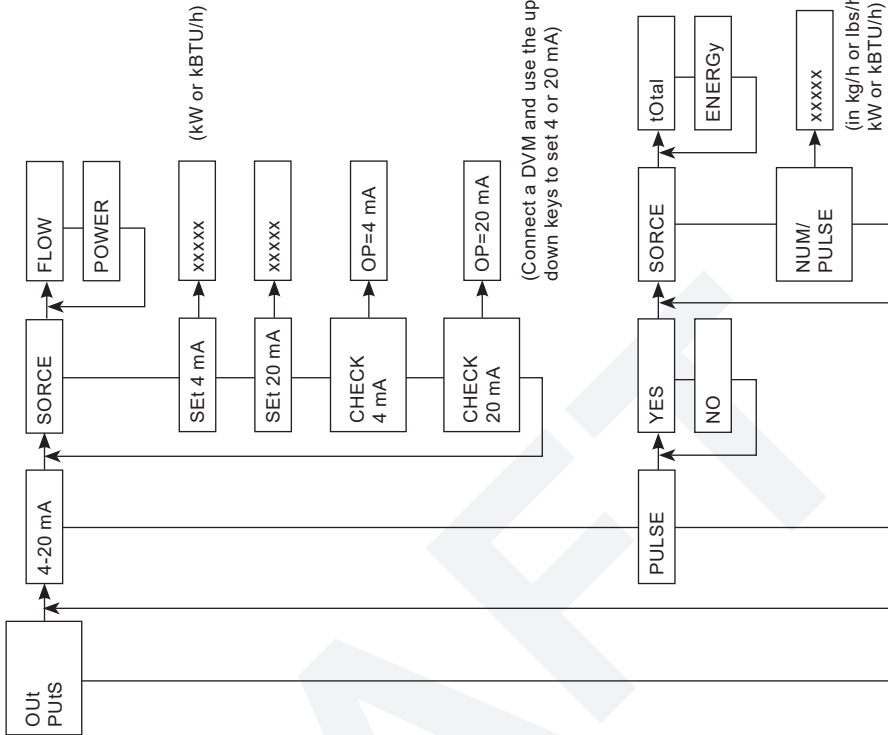 OUt
PUtS
4-20 mA
SORCE
FLOW
POWER
SEt 4 mA
xxxxx
(kW or kBTU/h)
SEt 20 mA
xxxxx
CHECK
4 mA
OP=4 mA
CHECK
20 mA
OP=20 mA
(Connect a DVM and use the up
down keys to set 4 or 20 mA)
PULSE
YES
NO
SORCE
tOtal
ENERGy
NUM/
PULSE
xxxxx
(in kg/h or lbs/h
kW or kBTU/h)